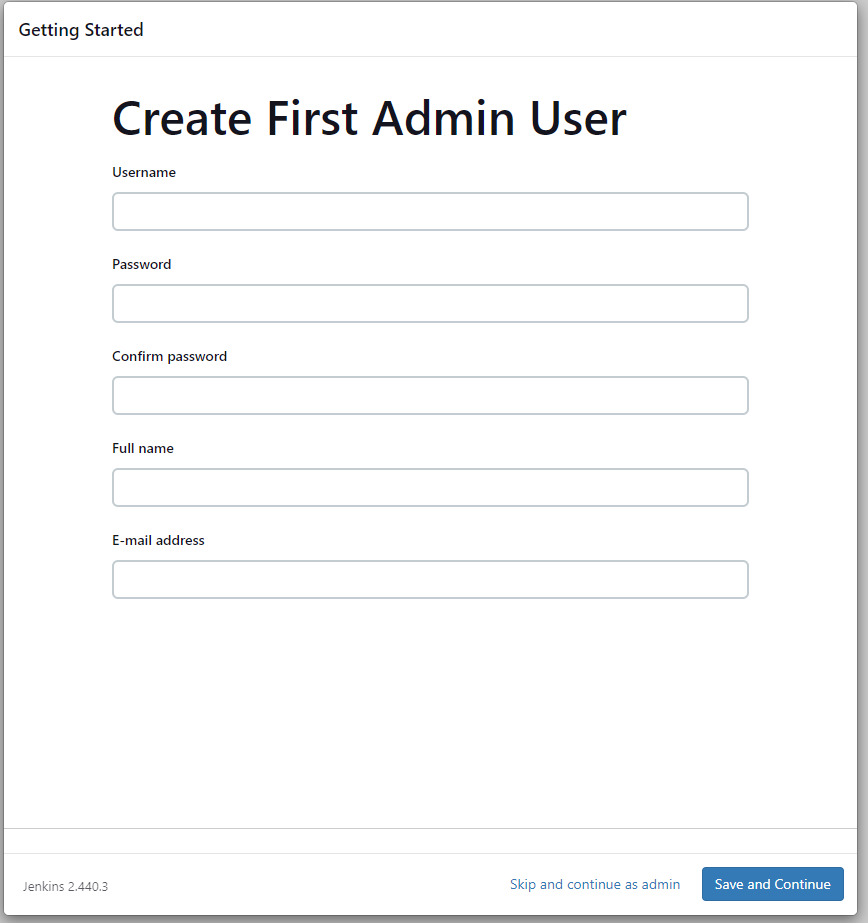 Getting Started
Create First Admin User
Username
Password
Confirm password
Full name
E-mail address
Jenkins 2.440.3
Skip and continue as admin
Save and Continue